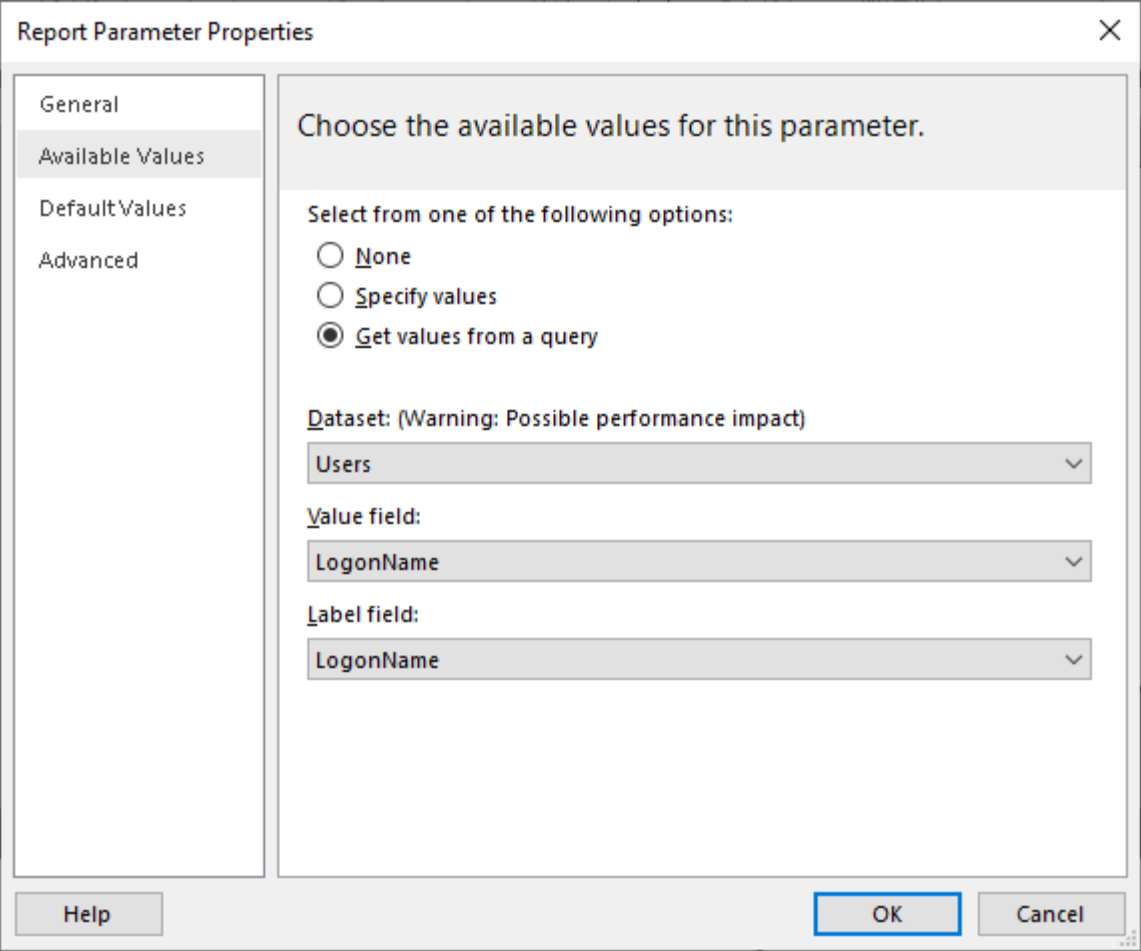 Report Parameter Properties
General
Available Values
Default Values
Advanced
Choose the available values for this parameter.
Select from one of the following options:
None
Specify values
Get values from a query
Dataset: (Warning: Possible performance impact)
Users
Value field:
LogonName
Label field:
LogonName
Help
OK
Cancel